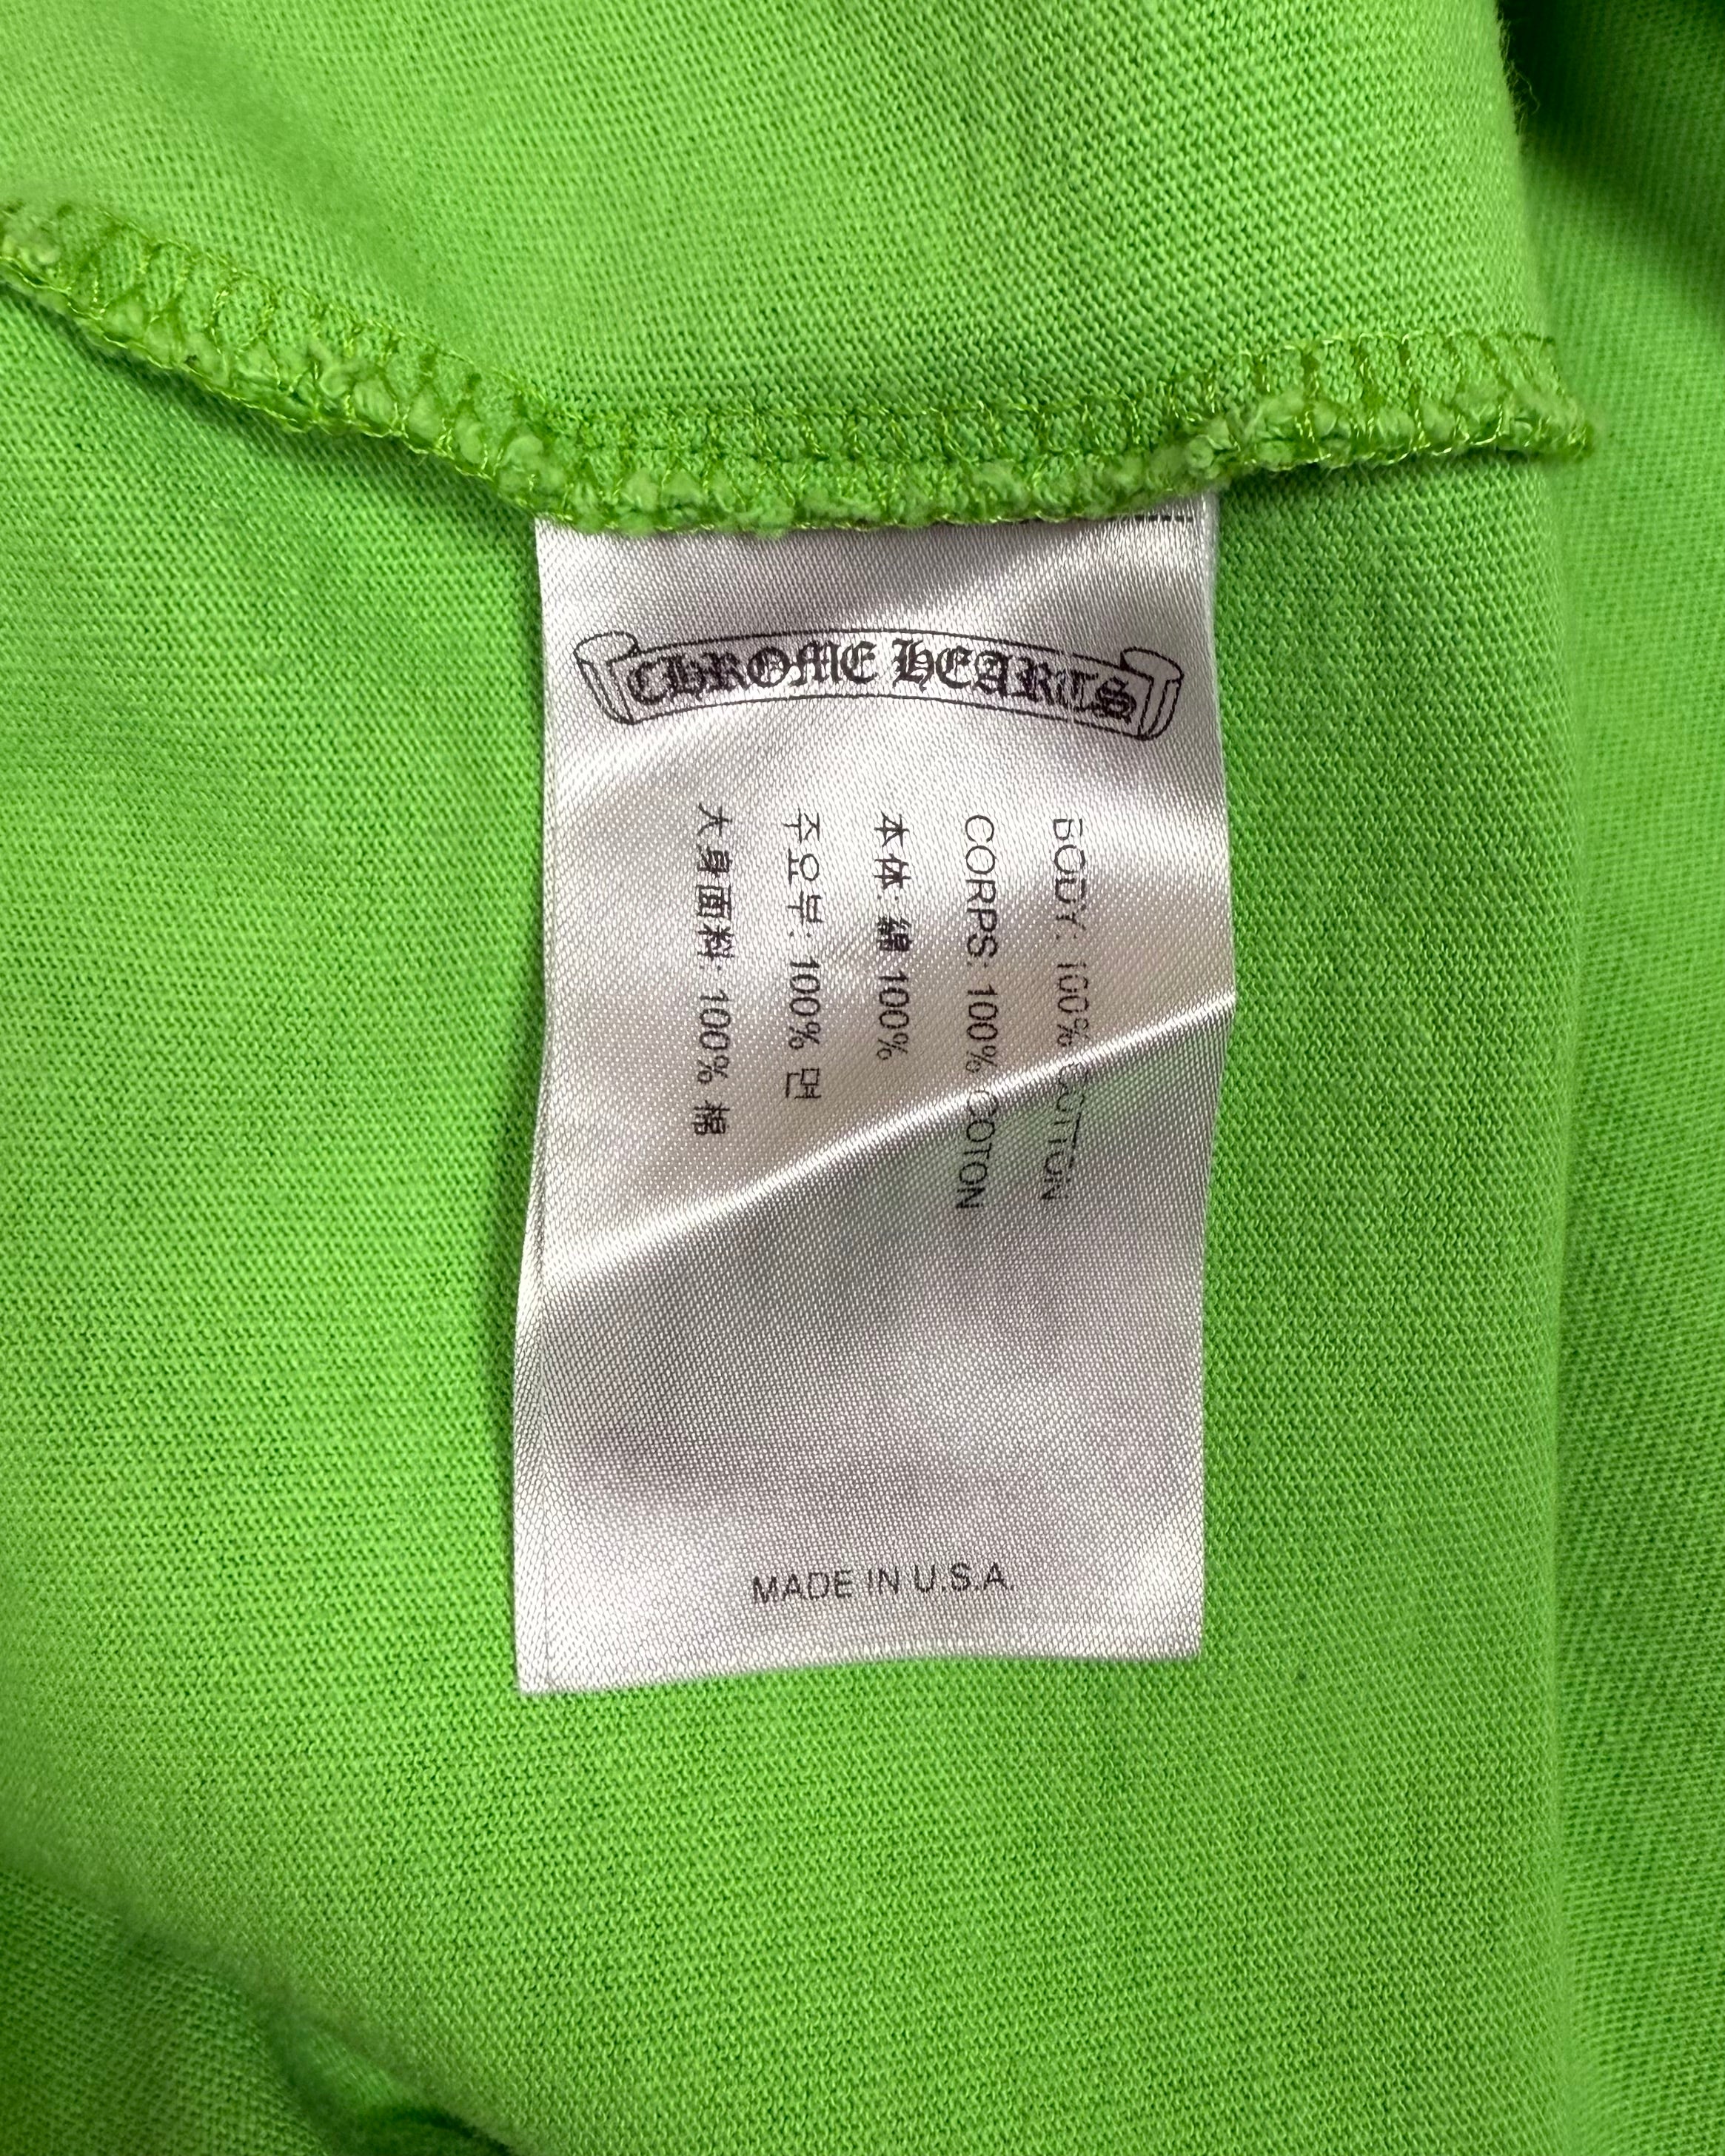 CHROME HEARTS
BODY: 100% COTTON
CORPS: 100% COTON
本体: 綿 100%
주요부: 100% 면
大身面料: 100% 棉
MADE IN U.S.A.